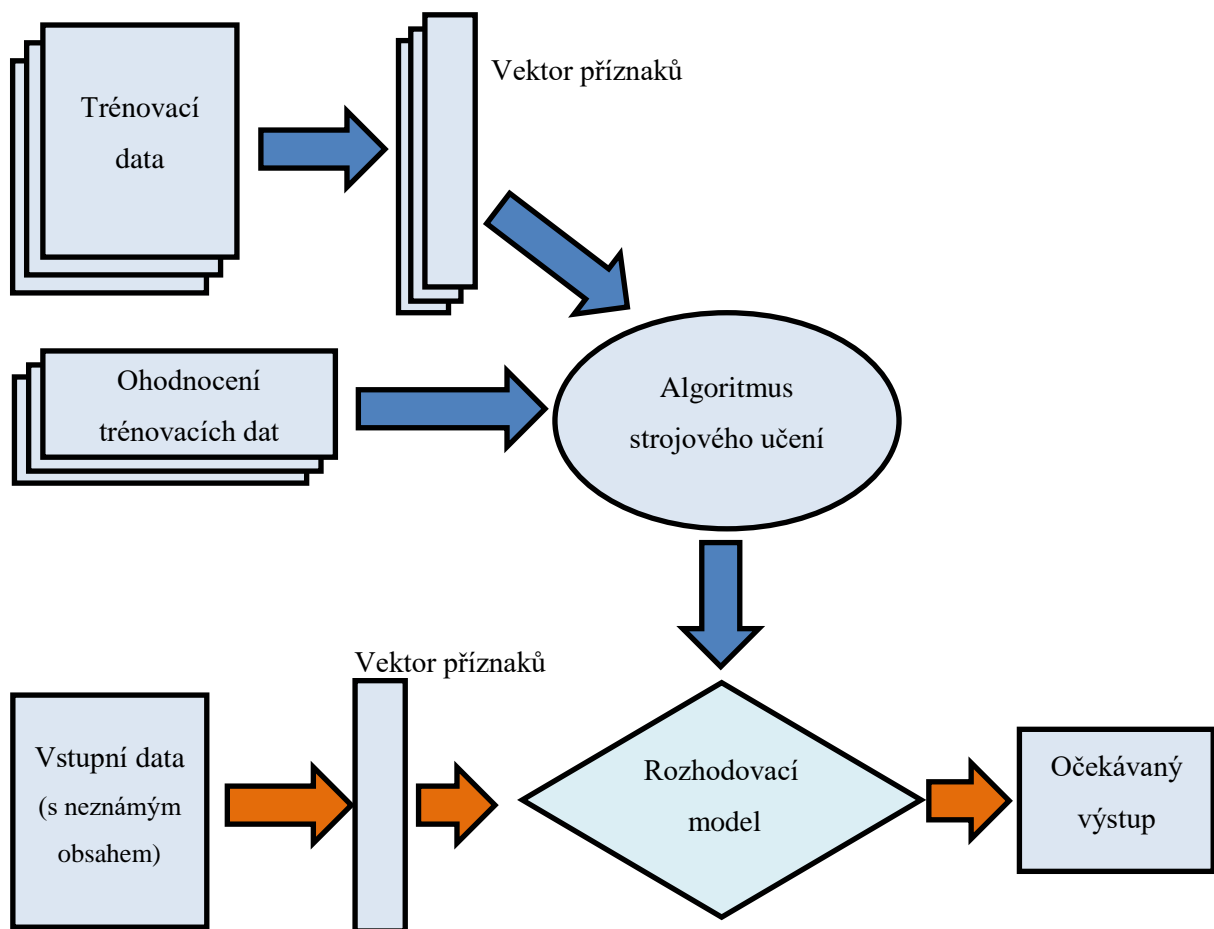 Vektor příznaků
Trénovací
data
Ohodnocení
trénovacích dat
Algoritmus
strojového učení
Vektor příznaků
Vstupní data
(s neznámým
obsahem)
Rozhodovací
model
Očekávaný
výstup